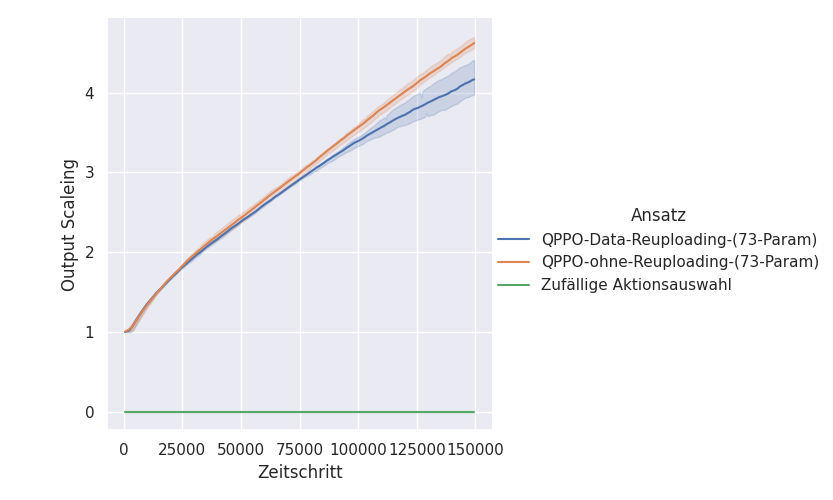 4
3
2
1
0
Output Scaleing
0 25000 50000 75000 100000 125000 150000
Zeitschritt
Ansatz
QPPO-Data-Reuploading-(73-Param)
QPPO-ohne-Reuploading-(73-Param)
Zufällige Aktionsauswahl